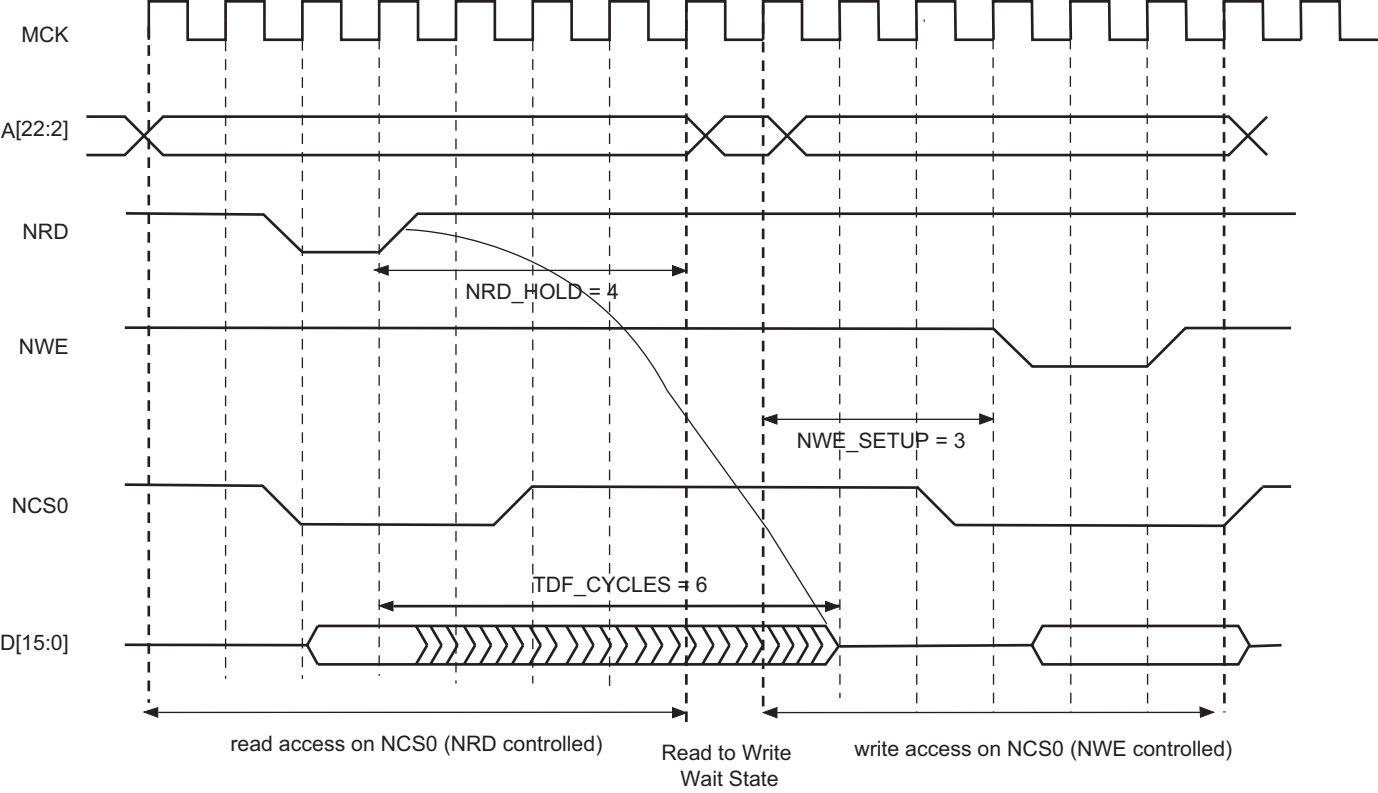 MCK
A[22:2]
NRD
NRD_HOLD = 4
NWE
NWE_SETUP = 3
NCS0
TDF_CYCLES = 6
D[15:0]
read access on NCS0 (NRD controlled)
Read to Write
Wait State
write access on NCS0 (NWE controlled)